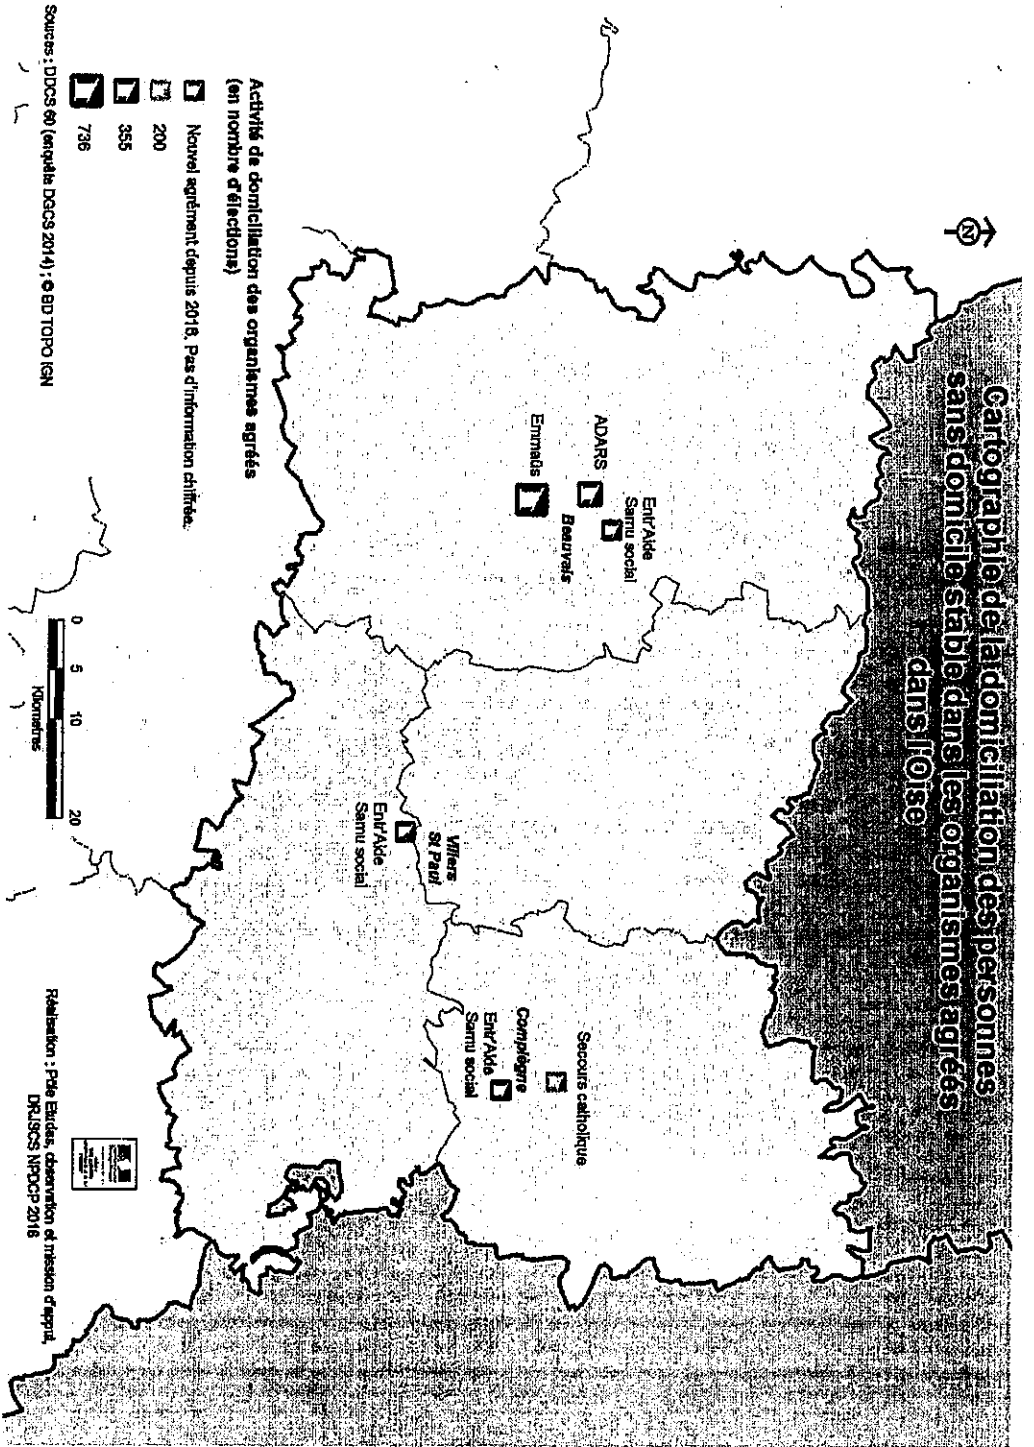 Cartographie de la domiciliation des personnes
sans domicile stable dans les organismes agréés
dans l'Oise
N
Entr'Aide
Samu social
ADARS
Beauvais
Emmaüs
Secours catholique
Compiègne
Entr'Aide
Samu social
Villers
St Paul
Entr'Aide
Samu social
Activité de domiciliation des organismes agréés
(en nombre d'élections)
Nouvel agrément depuis 2016. Pas d'information chiffrée.
200
355
736
0 5 10 20
Kilomètres
Sources : DDCS 60 (enquête DGCS 2014) ; © BD TOPO IGN
Réalisation : Pôle Etudes, observation et mission d'appui,
DRJSCS NPDCP 2016